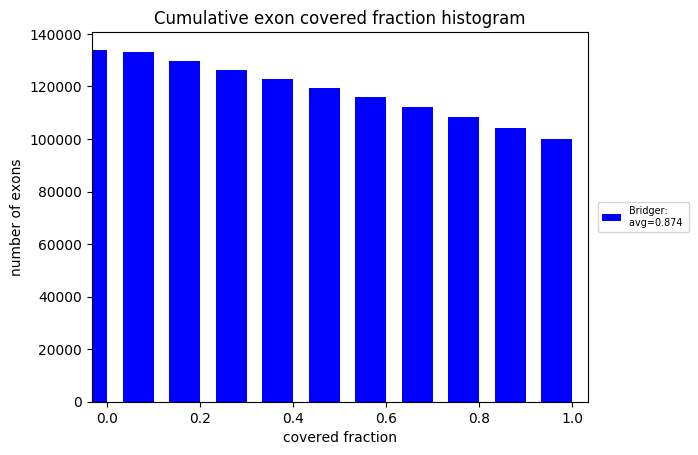 Cumulative exon covered fraction histogram
number of exons
140000
120000
100000
80000
60000
40000
20000
0
0.0 0.2 0.4 0.6 0.8 1.0
covered fraction
Bridger:
avg=0.874